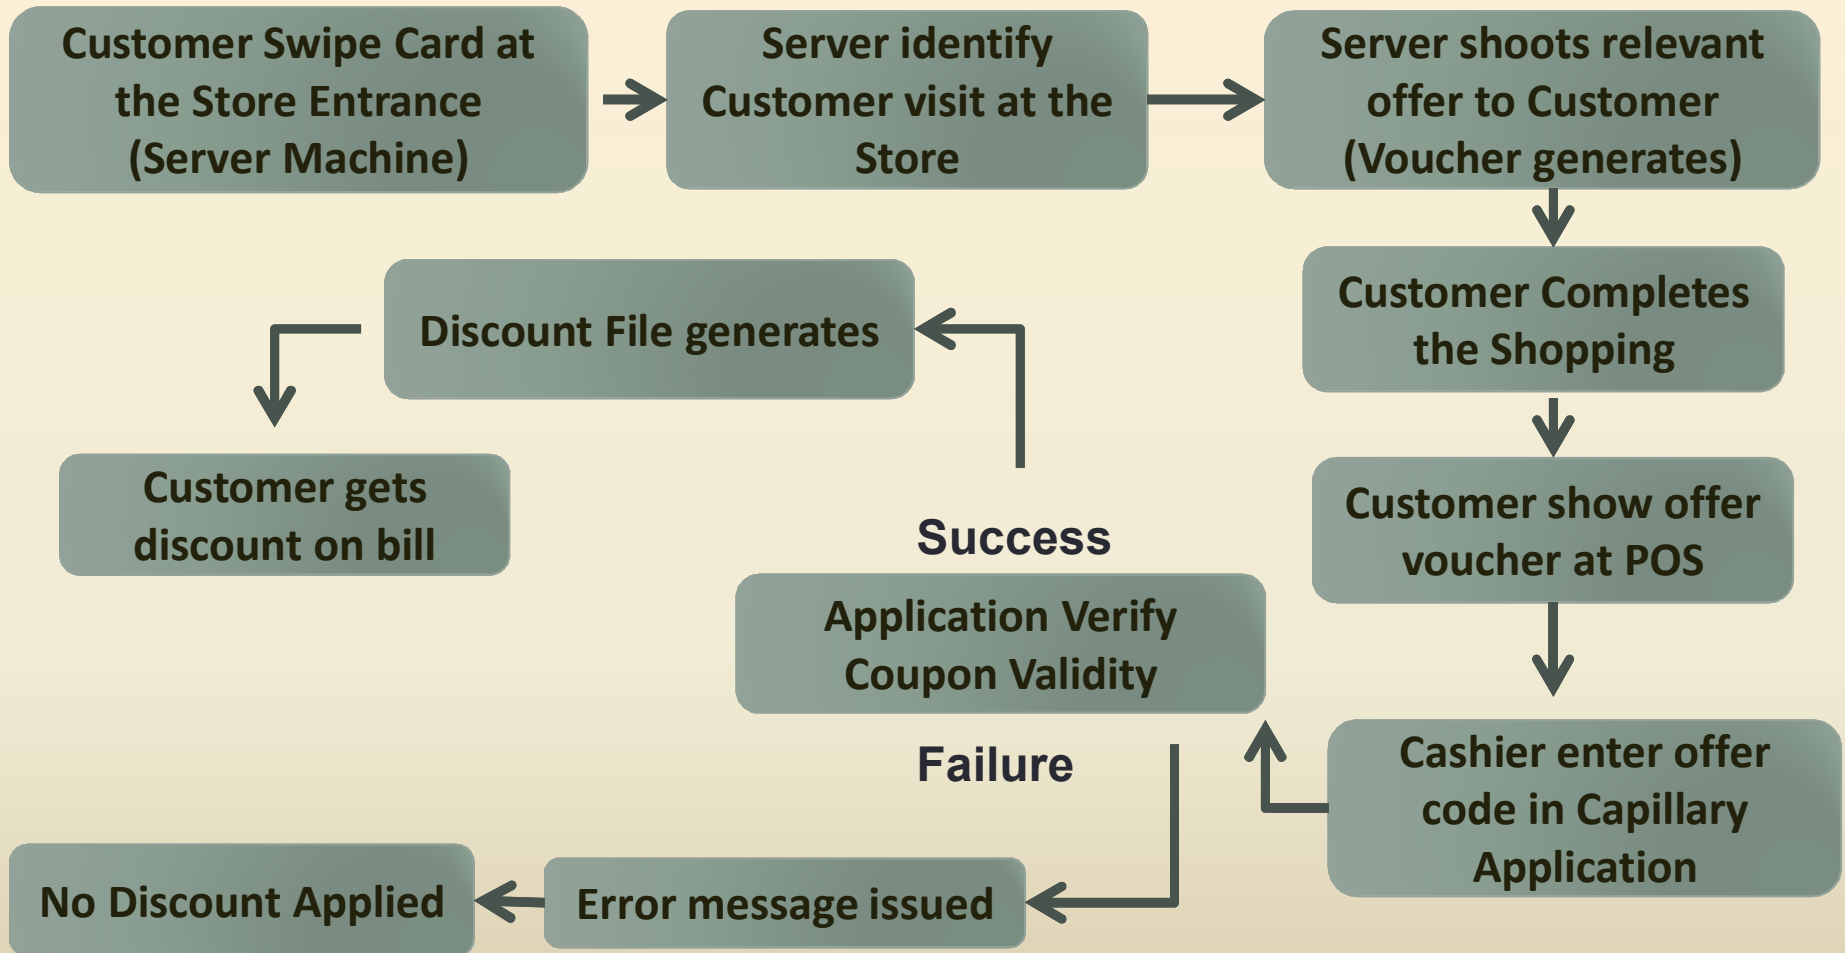 Customer Swipe Card at
the Store Entrance
(Server Machine)
Server identify
Customer visit at the
Store
Server shoots relevant
offer to Customer
(Voucher generates)
Customer Completes
the Shopping
Customer show offer
voucher at POS
Cashier enter offer
code in Capillary
Application
Application Verify
Coupon Validity
Success
Discount File generates
Customer gets
discount on bill
Failure
Error message issued
No Discount Applied